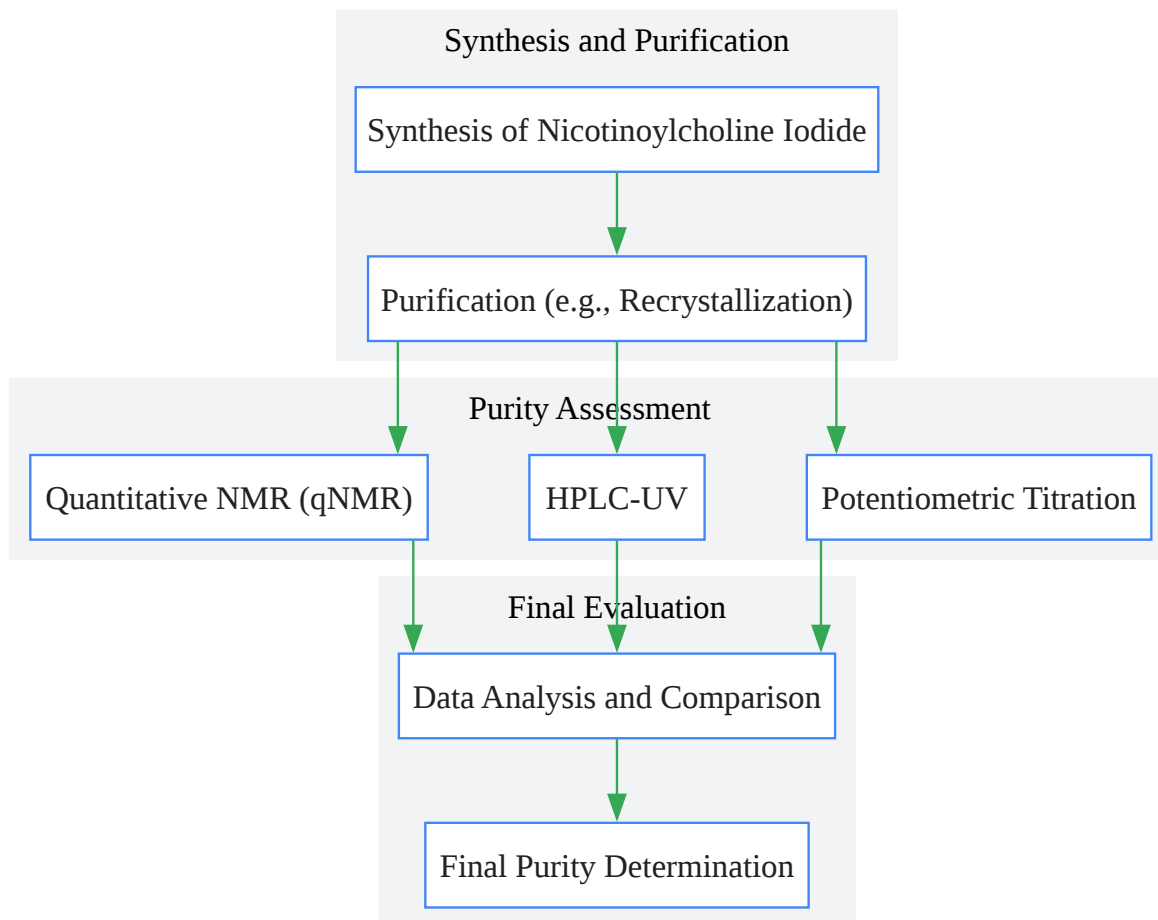 Synthesis and Purification
Synthesis of Nicotinoylcholine Iodide
Purification (e.g., Recrystallization)
Purity Assessment
Quantitative NMR (qNMR)
HPLC-UV
Potentiometric Titration
Final Evaluation
Data Analysis and Comparison
Final Purity Determination